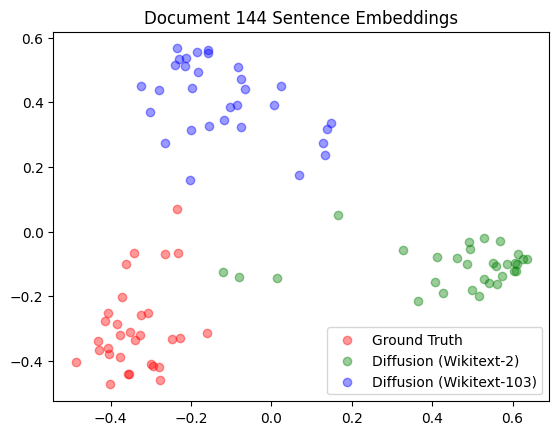 Document 144 Sentence Embeddings
0.6
0.4
0.2
0.0
−0.2
−0.4
−0.4 −0.2 0.0 0.2 0.4 0.6
Ground Truth
Diffusion (Wikitext-2)
Diffusion (Wikitext-103)